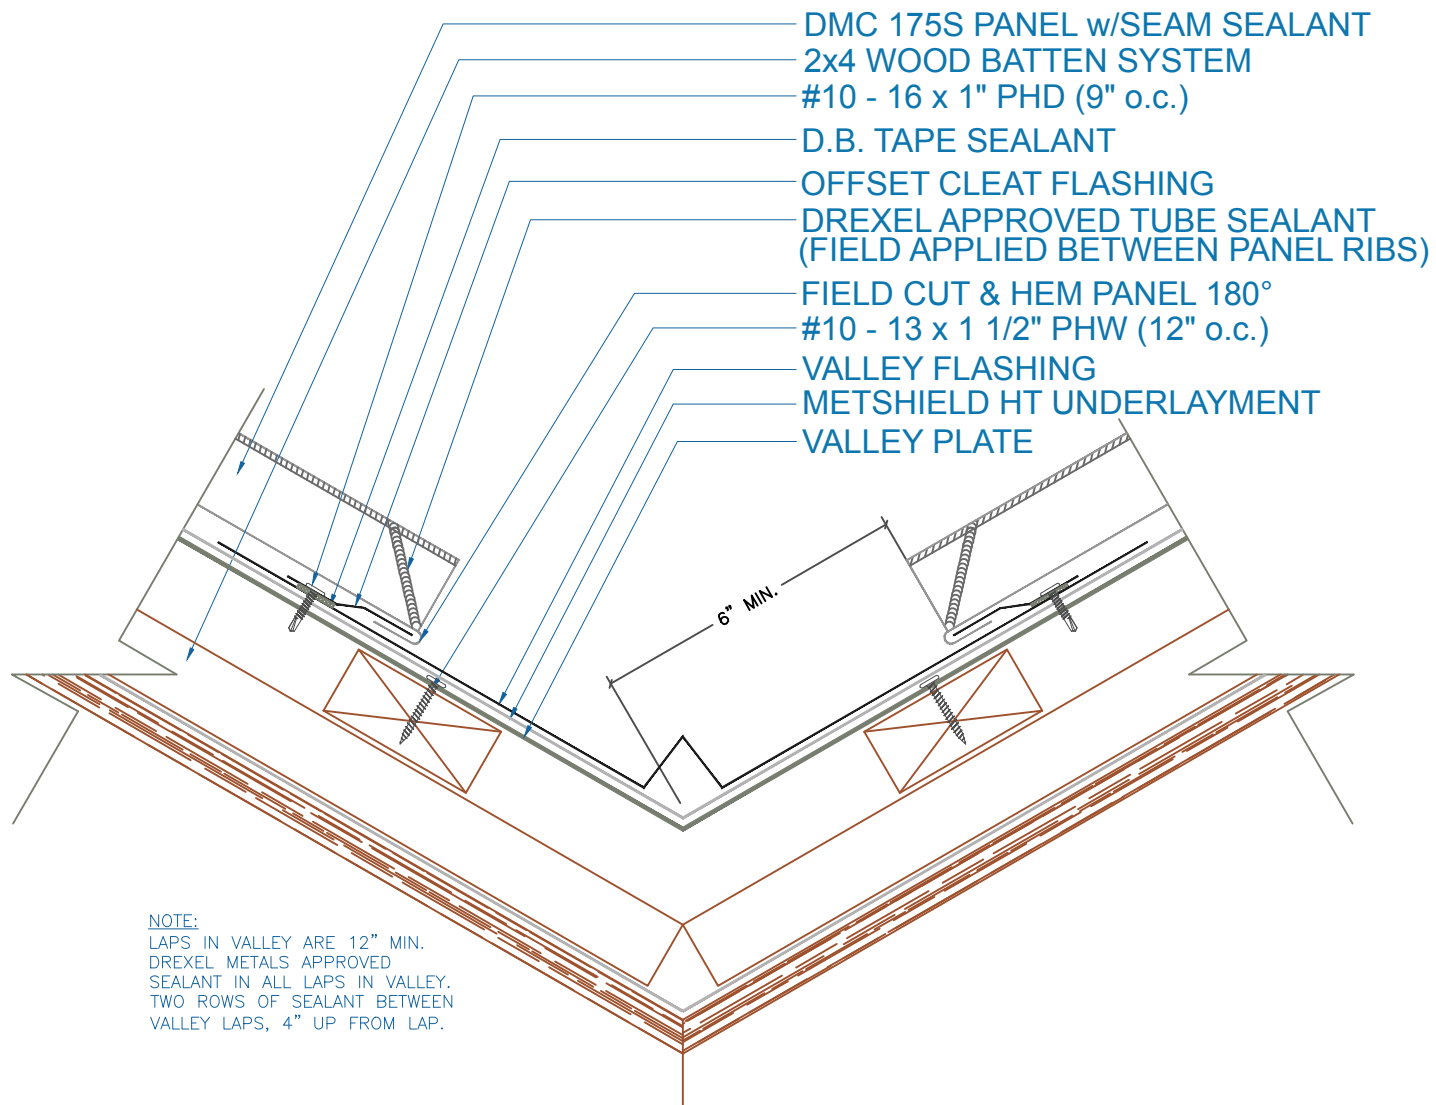 DMC 175S PANEL w/SEAM SEALANT
2x4 WOOD BATTEN SYSTEM
#10 - 16 x 1" PHD (9" o.c.)
D.B. TAPE SEALANT
OFFSET CLEAT FLASHING
DREXEL APPROVED TUBE SEALANT
(FIELD APPLIED BETWEEN PANEL RIBS)
FIELD CUT & HEM PANEL 180°
#10 - 13 x 1 1/2" PHW (12" o.c.)
VALLEY FLASHING
METSHIELD HT UNDERLAYMENT
VALLEY PLATE
6” MIN.
NOTE:
LAPS IN VALLEY ARE 12” MIN.
DREXEL METALS APPROVED
SEALANT IN ALL LAPS IN VALLEY.
TWO ROWS OF SEALANT BETWEEN
VALLEY LAPS, 4” UP FROM LAP.